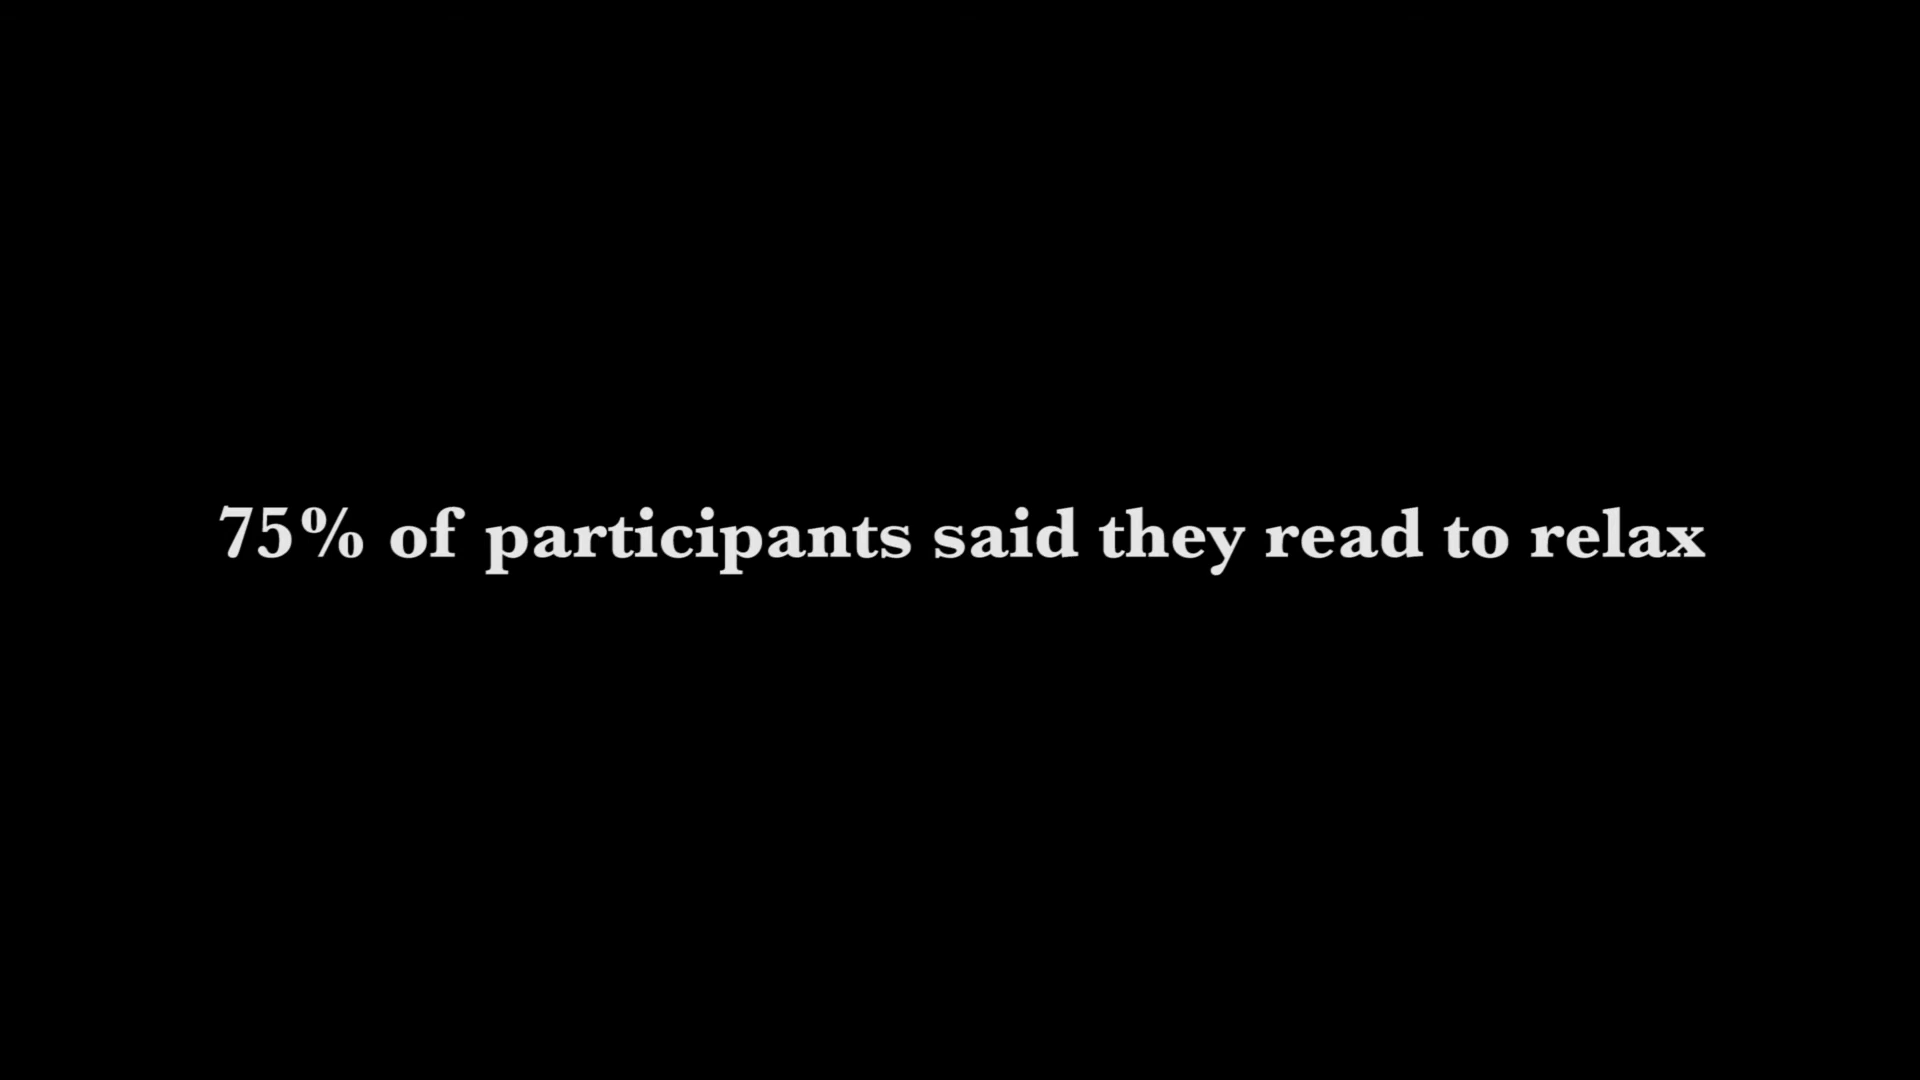 75% of participants said they read to relax